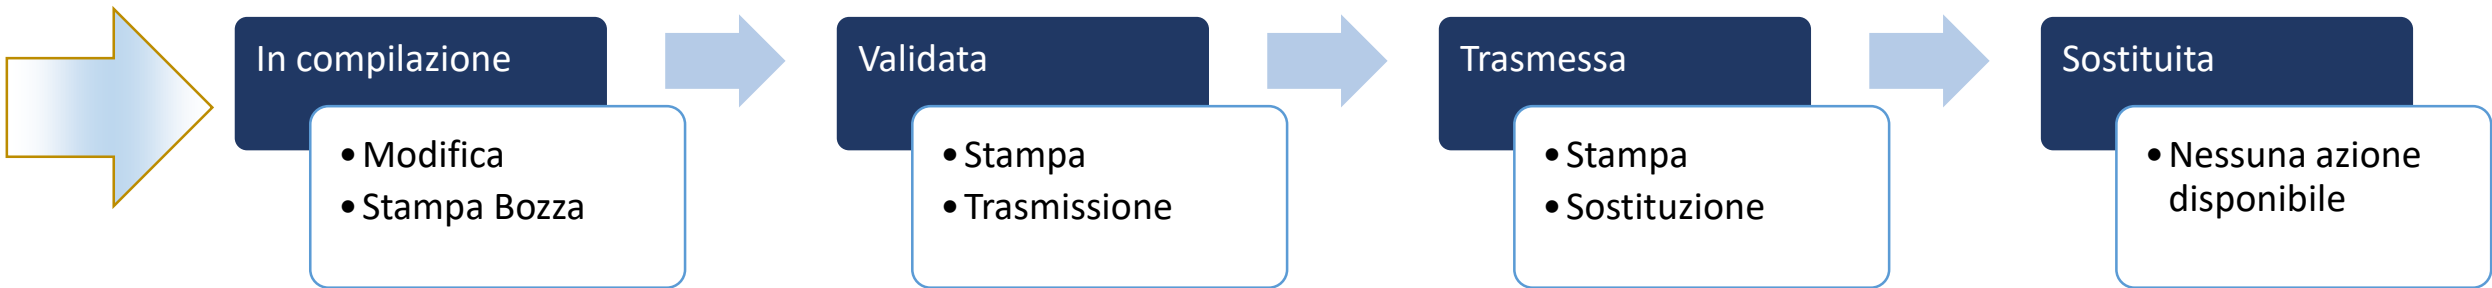 In compilazione
• Modifica
• Stampa Bozza
Validata
• Stampa
• Trasmissione
Trasmessa
• Stampa
• Sostituzione
Sostituita
• Nessuna azione
disponibile